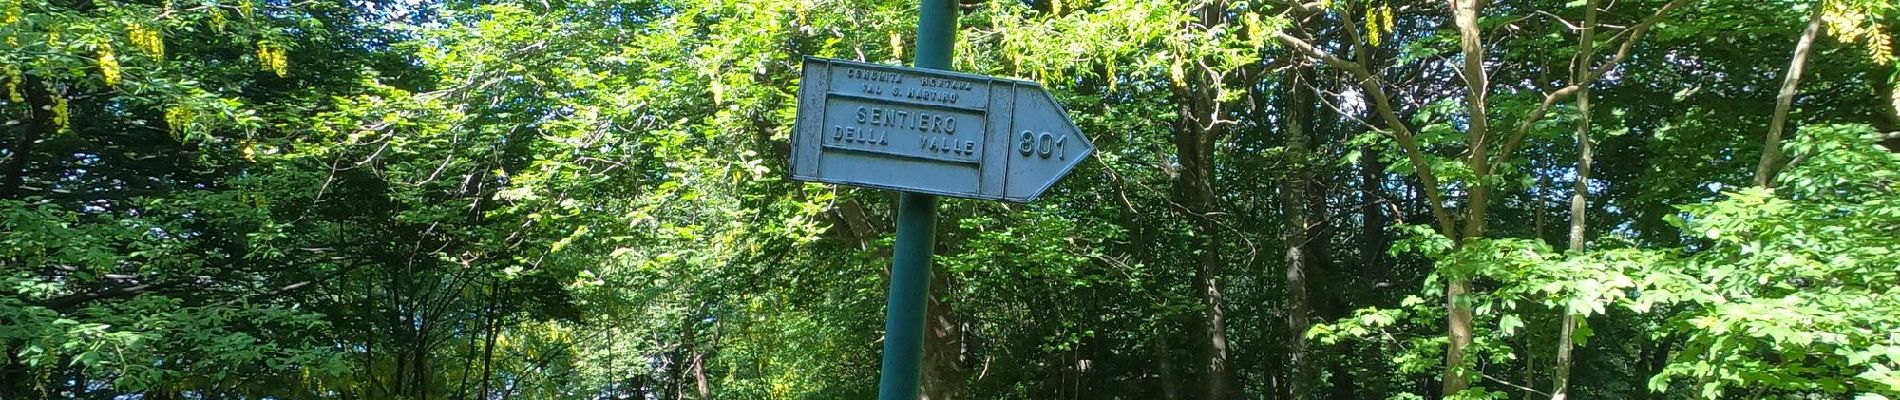 COMUNITÀ MONTANA
VAL S. MARTINO
SENTIERO
DELLA VALLE
801